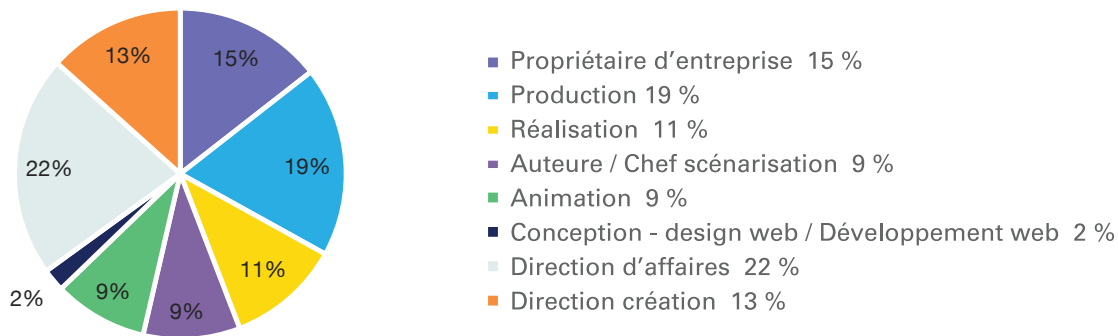 13%
15%
22%
19%
11%
9%
9%
2%
Propriétaire d’entreprise 15 %
Production 19 %
Réalisation 11 %
Auteure / Chef scénarisation 9 %
Animation 9 %
Conception - design web / Développement web 2 %
Direction d’affaires 22 %
Direction création 13 %